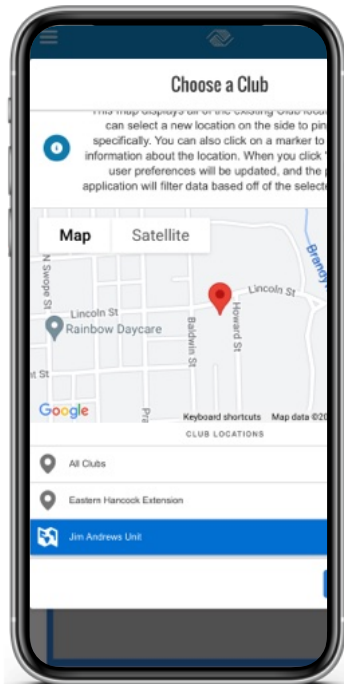 Choose a Club
This map displays all of the existing Club
can select a new location on the side to pin
specifically. You can also click on a marker to
information about the location. When you click
user preferences will be updated, and the
application will filter data based off of the
Map
Satellite
N Swope St
Lincoln St
Lincoln St
Rainbow Daycare
Baldwin St
Howard St
St
Google
Keyboard shortcuts
Map data ©20
CLUB LOCATIONS
All Clubs
Eastern Hancock Extension
Jim Andrews Unit